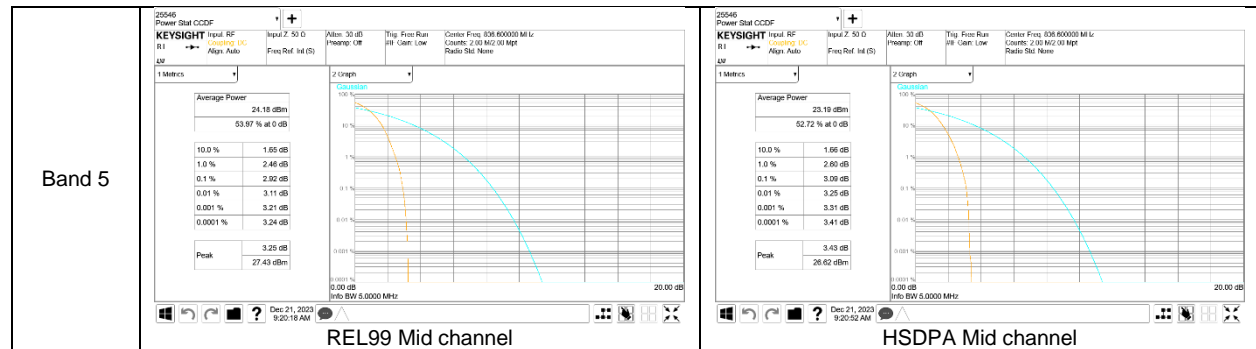 Band 5
25546
Power Stat CCDF
+
KEYSIGHT
Input: RF
Coupling: DC
Align: Auto
Input Z: 50 Ω
Freq Ref: Int (S)
Atten: 30 dB
Preamp: Off
Trig: Free Run
#IF Gain: Low
Center Freq: 836.600000 MHz
Counts: 2.00 M/2.00 Mpt
Radio Std: None
1 Metrics
Average Power
24.18 dBm
53.97 % at 0 dB
10.0 % 1.65 dB
1.0 % 2.46 dB
0.1 % 2.92 dB
0.01 % 3.11 dB
0.001 % 3.21 dB
0.0001 % 3.24 dB
Peak
3.25 dB
27.43 dBm
2 Graph
Gaussian
100 %
10 %
1 %
0.1 %
0.01 %
0.001 %
0.0001 %
0.00 dB
20.00 dB
Info BW 5.0000 MHz
?
Dec 21, 2023
9:20:18 AM
REL99 Mid channel
25546
Power Stat CCDF
+
KEYSIGHT
Input: RF
Coupling: DC
Align: Auto
Input Z: 50 Ω
Freq Ref: Int (S)
Atten: 30 dB
Preamp: Off
Trig: Free Run
#IF Gain: Low
Center Freq: 836.600000 MHz
Counts: 2.00 M/2.00 Mpt
Radio Std: None
1 Metrics
Average Power
23.19 dBm
52.72 % at 0 dB
10.0 % 1.66 dB
1.0 % 2.60 dB
0.1 % 3.09 dB
0.01 % 3.25 dB
0.001 % 3.31 dB
0.0001 % 3.41 dB
Peak
3.43 dB
26.62 dBm
2 Graph
Gaussian
100 %
10 %
1 %
0.1 %
0.01 %
0.001 %
0.0001 %
0.00 dB
20.00 dB
Info BW 5.0000 MHz
?
Dec 21, 2023
9:20:52 AM
HSDPA Mid channel